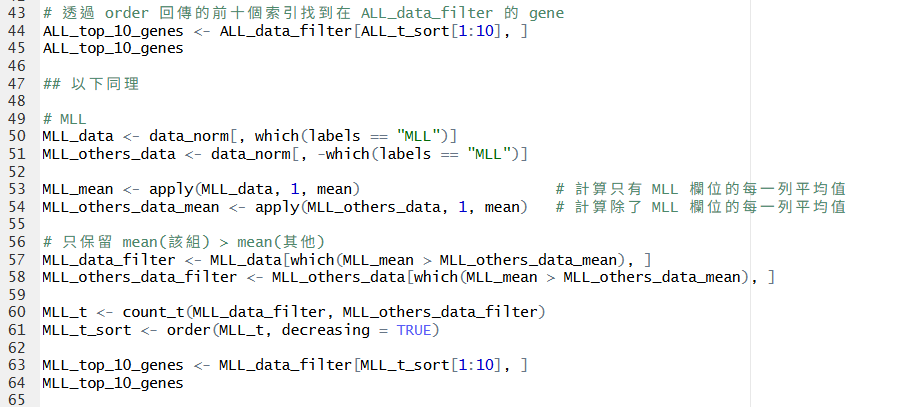 43 # 透過 order 回傳的前十個索引找到在 ALL_data_filter 的 gene
44 ALL_top_10_genes <- ALL_data_filter[ALL_t_sort[1:10], ]
45 ALL_top_10_genes
46
47 ## 以下同理
48
49 # MLL
50 MLL_data <- data_norm[, which(labels == "MLL")]
51 MLL_others_data <- data_norm[, -which(labels == "MLL")]
52
53 MLL_mean <- apply(MLL_data, 1, mean) # 計算只有 MLL 欄位的每一列平均值
54 MLL_others_data_mean <- apply(MLL_others_data, 1, mean) # 計算除了 MLL 欄位的每一列平均值
55
56 # 只保留 mean(該組) > mean(其他)
57 MLL_data_filter <- MLL_data[which(MLL_mean > MLL_others_data_mean), ]
58 MLL_others_data_filter <- MLL_others_data[which(MLL_mean > MLL_others_data_mean), ]
59
60 MLL_t <- count_t(MLL_data_filter, MLL_others_data_filter)
61 MLL_t_sort <- order(MLL_t, decreasing = TRUE)
62
63 MLL_top_10_genes <- MLL_data_filter[MLL_t_sort[1:10], ]
64 MLL_top_10_genes
65